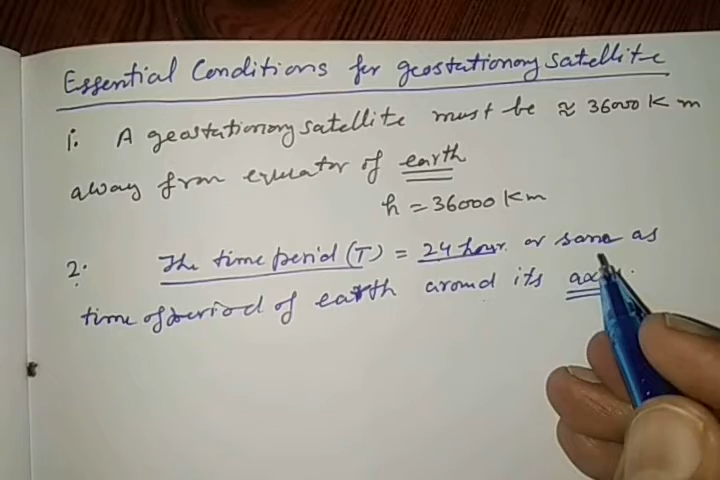 Essential Conditions for geostationary satellite
1. A geostationary satellite must be ≈ 36000 Km
away from equator of earth
h = 36000 Km
2. The time period (T) = 24 hour or same as
time of period of earth around its